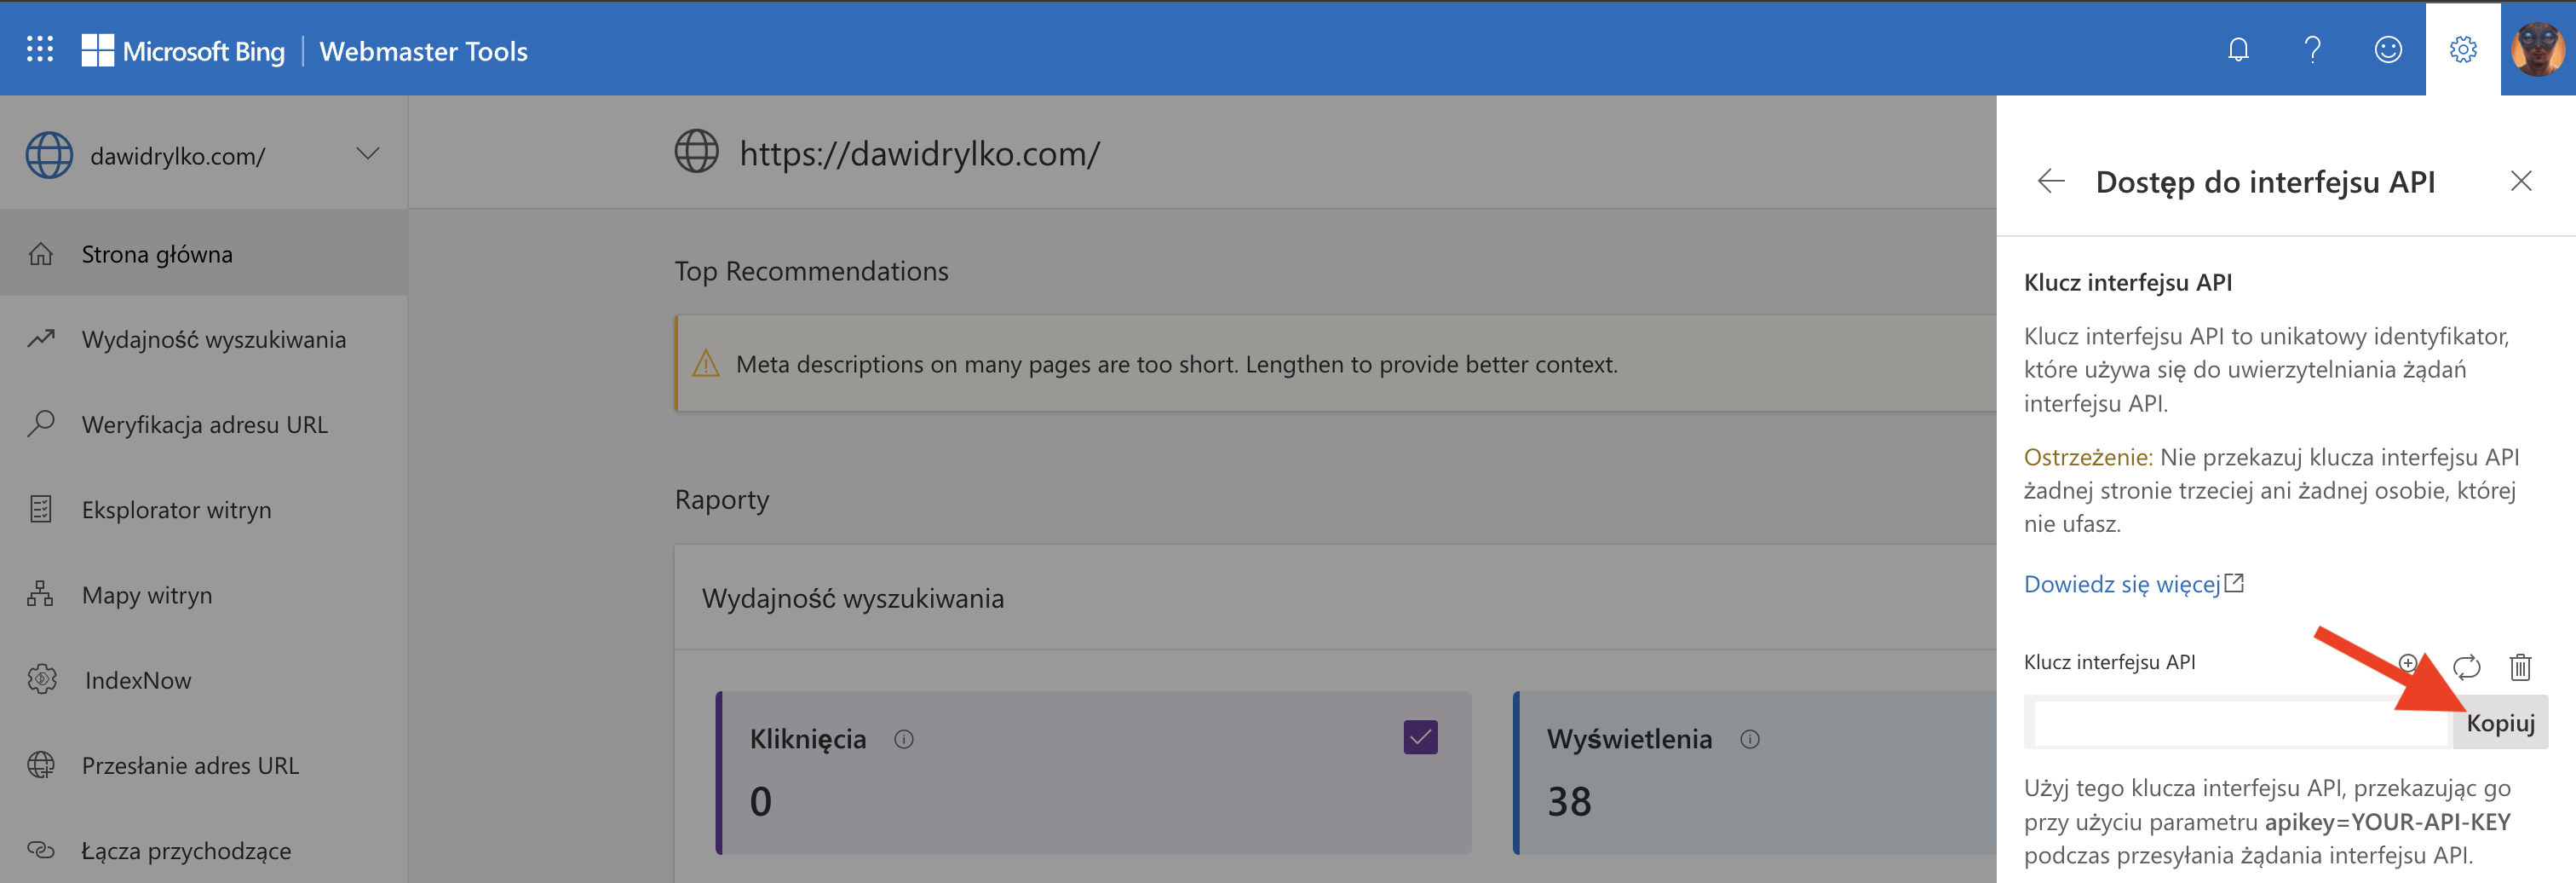 Microsoft Bing | Webmaster Tools
dawidrylko.com/
Strona główna
Wydajność wyszukiwania
Weryfikacja adresu URL
Eksplorator witryn
Mapy witryn
IndexNow
Przesłanie adres URL
Łącza przychodzące
https://dawidrylko.com/
Top Recommendations
Meta descriptions on many pages are too short. Lengthen to provide better context.
Raporty
Wydajność wyszukiwania
Kliknięcia
0
Wyświetlenia
38
Dostęp do interfejsu API
Klucz interfejsu API
Klucz interfejsu API to unikatowy identyfikator,
które używa się do uwierzytelniania żądań
interfejsu API.
Ostrzeżenie: Nie przekazuj klucza interfejsu API
żadnej stronie trzeciej ani żadnej osobie, której
nie ufasz.
Dowiedz się więcej
Klucz interfejsu API
Kopiuj
Użyj tego klucza interfejsu API, przekazując go
przy użyciu parametru apikey=YOUR-API-KEY
podczas przesyłania żądania interfejsu API.